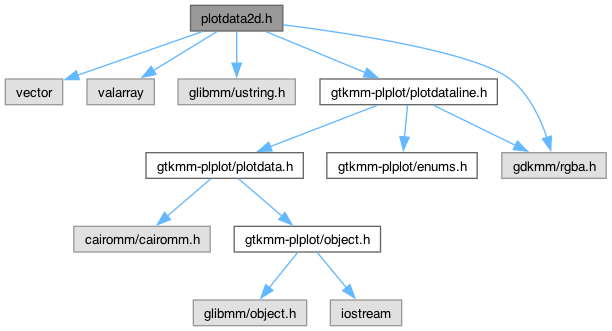 plotdata2d.h
vector
valarray
glibmm/ustring.h
gtkmm-plplot/plotdataline.h
gtkmm-plplot/plotdata.h
gtkmm-plplot/enums.h
gdkmm/rgba.h
cairomm/cairomm.h
gtkmm-plplot/object.h
glibmm/object.h
iostream